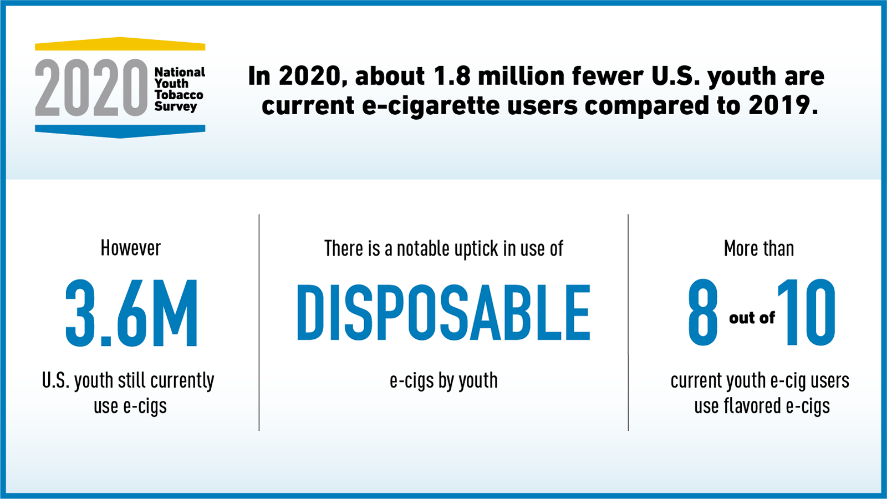 2020
National
Youth
Tobacco
Survey
In 2020, about 1.8 million fewer U.S. youth are
current e-cigarette users compared to 2019.
However
3.6M
U.S. youth still currently
use e-cigs
There is a notable uptick in use of
DISPOSABLE
e-cigs by youth
More than
8 out of 10
current youth e-cig users
use flavored e-cigs